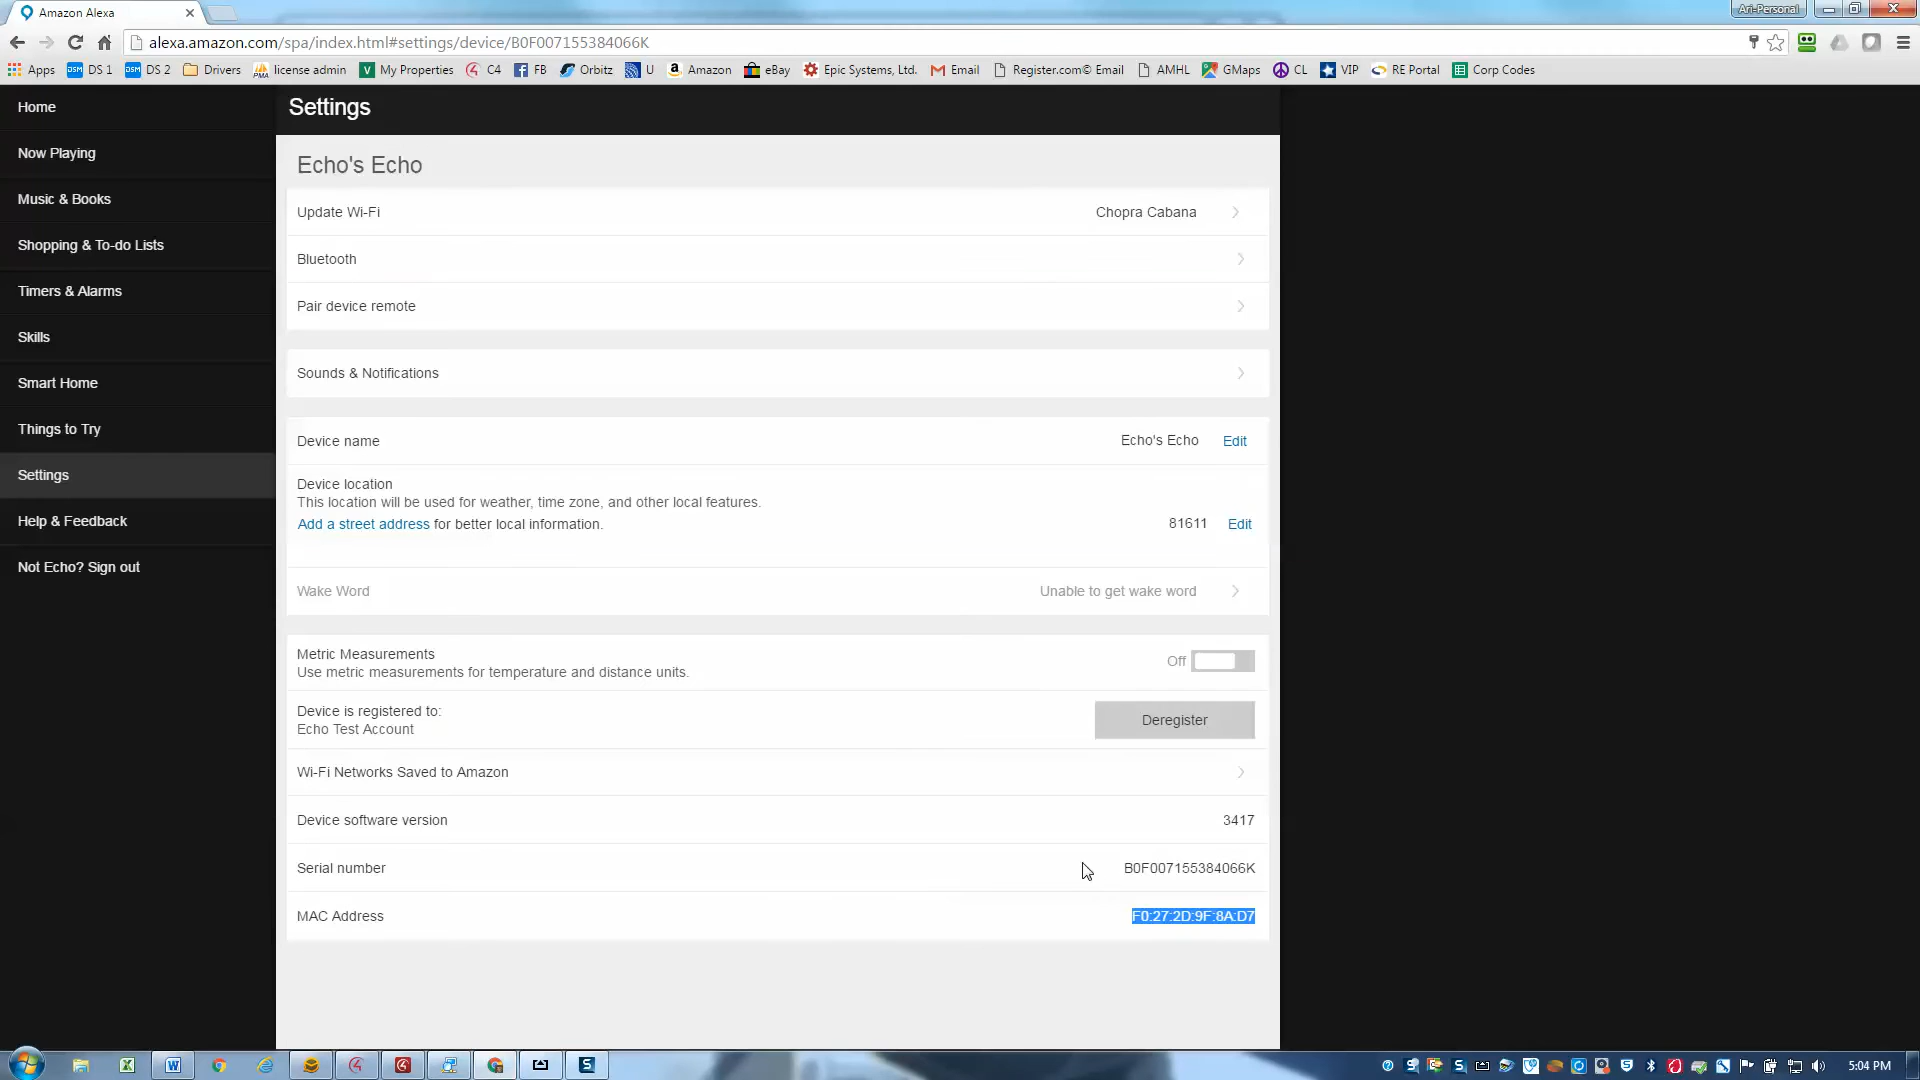 Amazon Alexa
Ari-Personal
alexa.amazon.com/spa/index.html#settings/device/B0F007155384066K
Apps DS 1 DS 2 Drivers license admin My Properties C4 FB Orbitz U Amazon eBay Epic Systems, Ltd. Email Register.com© Email AMHL GMaps CL VIP RE Portal Corp Codes
Home
Now Playing
Music & Books
Shopping & To-do Lists
Timers & Alarms
Skills
Smart Home
Things to Try
Settings
Help & Feedback
Not Echo? Sign out
Settings
Echo's Echo
Update Wi-Fi Chopra Cabana
Bluetooth
Pair device remote
Sounds & Notifications
Device name Echo's Echo Edit
Device location
This location will be used for weather, time zone, and other local features.
Add a street address for better local information. 81611 Edit
Wake Word Unable to get wake word
Metric Measurements
Use metric measurements for temperature and distance units. Off
Device is registered to:
Echo Test Account Deregister
Wi-Fi Networks Saved to Amazon
Device software version 3417
Serial number B0F007155384066K
MAC Address F0:27:2D:9F:8A:D7
5:04 PM